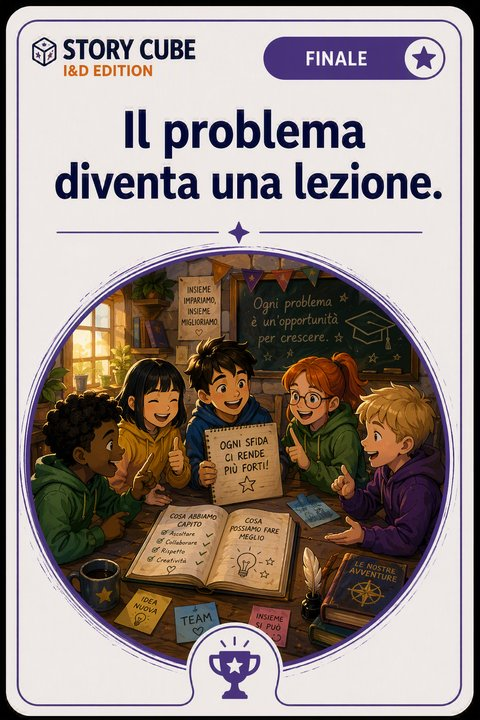 STORY CUBE
I&D EDITION
FINALE
Il problema
diventa una lezione.
INSIEME
IMPARIAMO,
INSIEME
MIGLIORIAMO.
Ogni problema
è un'opportunità
per crescere.
OGNI SFIDA
CI RENDE
PIÙ FORTI!
COSA ABBIAMO
CAPITO
Ascoltare
Collaborare
Rispetto
Creatività
COSA
POSSIAMO FARE
MEGLIO
LE NOSTRE
AVVENTURE
IDEA
NUOVA
TEAM
INSIEME
SI PUÒ